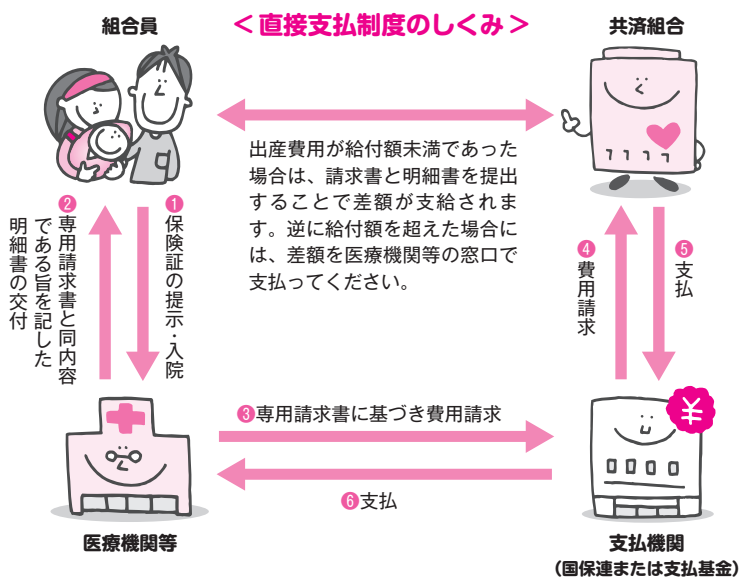 ＜直接支払制度のしくみ＞
組合員
共済組合
出産費用が給付額未満であった
場合は、請求書と明細書を提出
することで差額が支給されま
す。逆に給付額を超えた場合に
は、差額を医療機関等の窓口で
支払ってください。
❶保険証の提示・入院
❷専用請求書と同内容
である旨を記した
明細書の交付
❹費用請求
❺支払
❸専用請求書に基づき費用請求
❻支払
¥
医療機関等
支払機関
（国保連または支払基金）